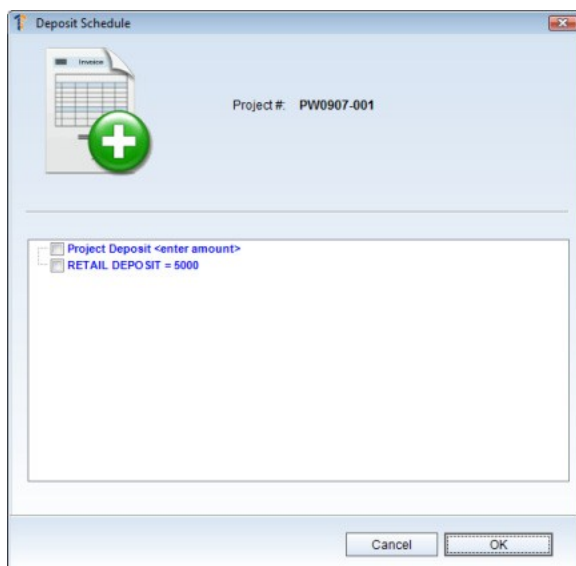 Deposit Schedule
Invoice
Project #: PW0907-001
Project Deposit <enter amount>
RETAIL DEPOSIT = 5000
Cancel
OK